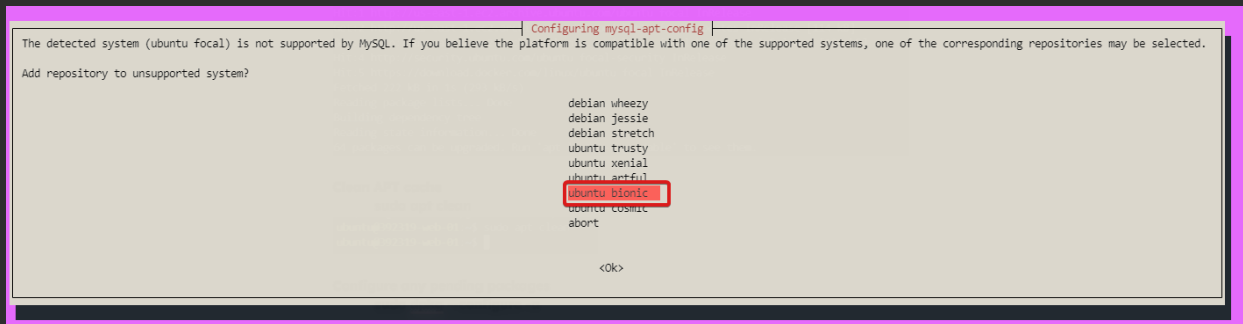 Configuring mysql-apt-config
The detected system (ubuntu focal) is not supported by MySQL. If you believe the platform is compatible with one of the supported systems, one of the corresponding repositories may be selected.
Add repository to unsupported system?
debian wheezy
debian jessie
debian stretch
ubuntu trusty
ubuntu xenial
ubuntu artful
ubuntu bionic
ubuntu cosmic
abort
<Ok>